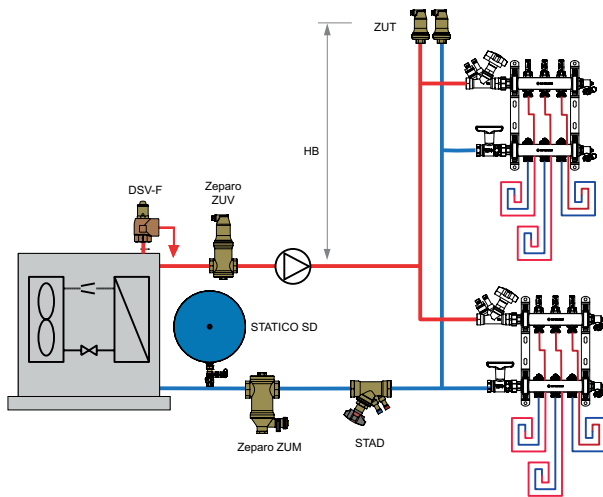 ZUT
HB
DSV-F
Zeparo
ZUV
STATICO SD
Zeparo ZUM
STAD